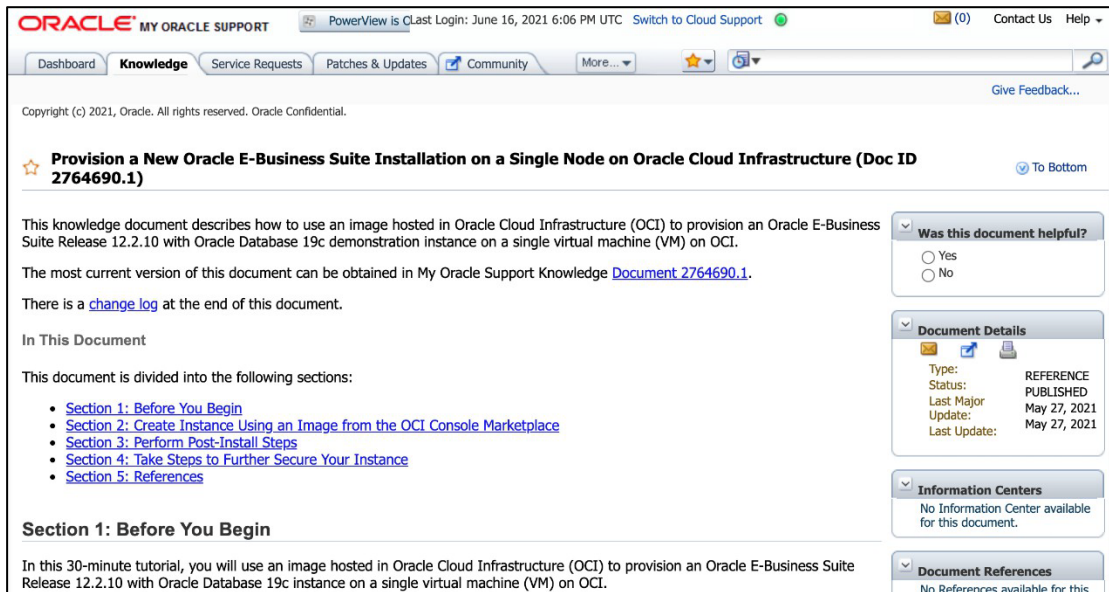 ORACLE® MY ORACLE SUPPORT
PowerView is O
Last Login: June 16, 2021 6:06 PM UTC Switch to Cloud Support
(0) Contact Us Help
Dashboard Knowledge Service Requests Patches & Updates Community More...
Give Feedback...
Copyright (c) 2021, Oracle. All rights reserved. Oracle Confidential.
Provision a New Oracle E-Business Suite Installation on a Single Node on Oracle Cloud Infrastructure (Doc ID
2764690.1)
To Bottom
This knowledge document describes how to use an image hosted in Oracle Cloud Infrastructure (OCI) to provision an Oracle E-Business
Suite Release 12.2.10 with Oracle Database 19c demonstration instance on a single virtual machine (VM) on OCI.
The most current version of this document can be obtained in My Oracle Support Knowledge Document 2764690.1.
There is a change log at the end of this document.
In This Document
This document is divided into the following sections:
• Section 1: Before You Begin
• Section 2: Create Instance Using an Image from the OCI Console Marketplace
• Section 3: Perform Post-Install Steps
• Section 4: Take Steps to Further Secure Your Instance
• Section 5: References
Section 1: Before You Begin
In this 30-minute tutorial, you will use an image hosted in Oracle Cloud Infrastructure (OCI) to provision an Oracle E-Business Suite
Release 12.2.10 with Oracle Database 19c instance on a single virtual machine (VM) on OCI.
Was this document helpful?
Yes
No
Document Details
Type: REFERENCE
Status: PUBLISHED
Last Major Update: May 27, 2021
Last Update: May 27, 2021
Information Centers
No Information Center available
for this document.
Document References
No References available for this